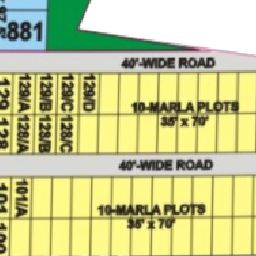 881
40'-WIDE ROAD
129 129/A 129/B 129/C 129/D
10-MARLA PLOTS
35' x 70'
128 128/A 128/B 128/C
40'-WIDE ROAD
101 101/A
10-MARLA PLOTS
35' x 70'
100